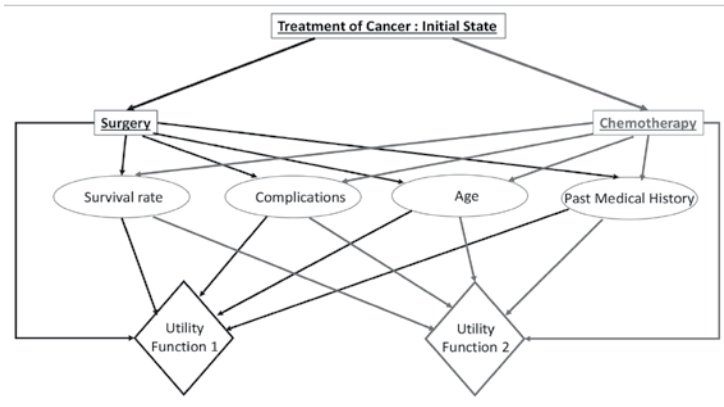 Treatment of Cancer : Initial State
Surgery
Chemotherapy
Survival rate
Complications
Age
Past Medical History
Utility
Function 1
Utility
Function 2